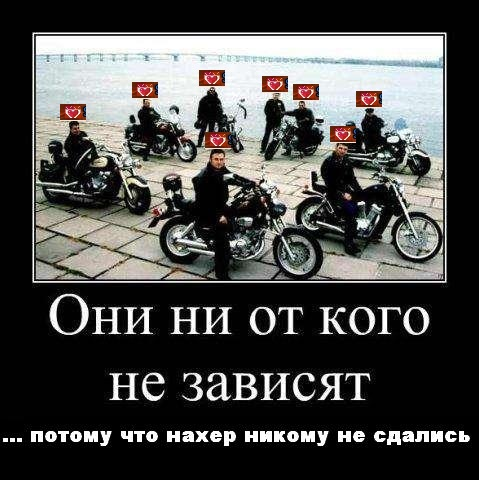 Они ни от кого
не зависят
... потому что нахер никому не сдались